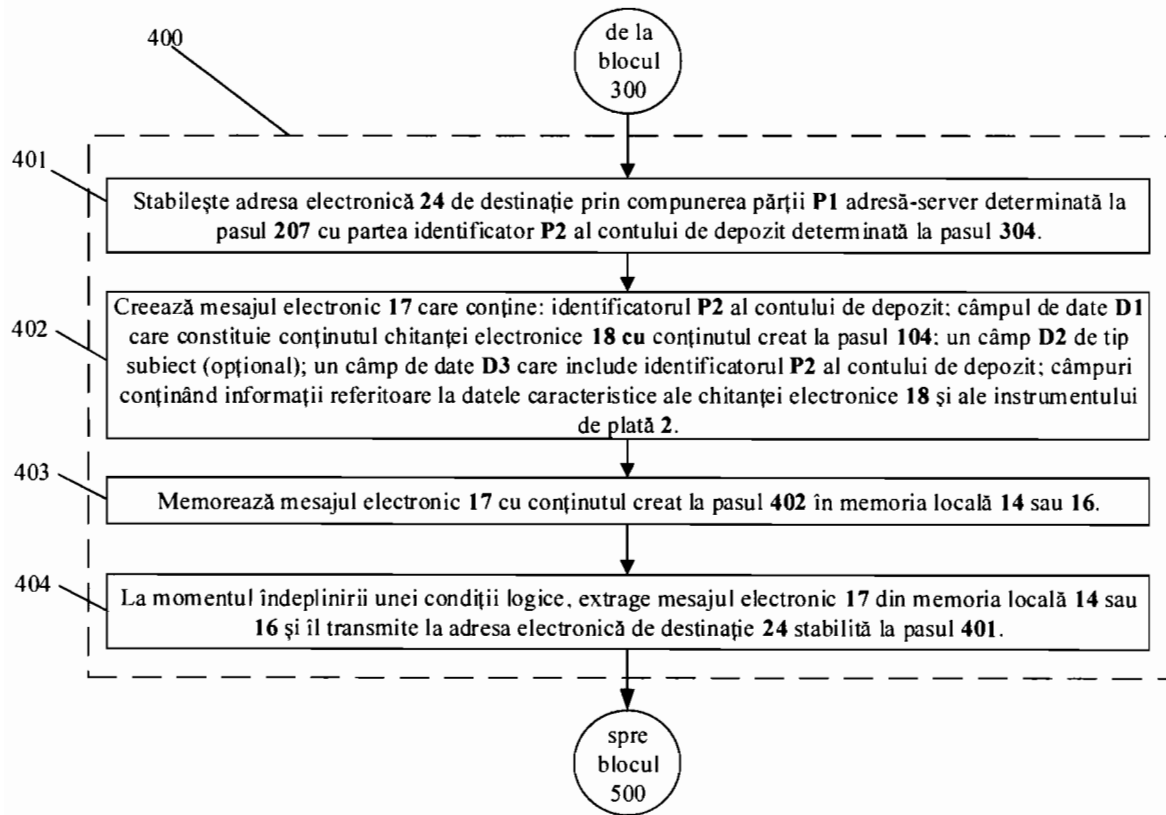 400
de la
blocul
300
401
Stabilește adresa electronică 24 de destinație prin compunerea părții P1 adresă-server determinată la
pasul 207 cu partea identificator P2 al contului de depozit determinată la pasul 304.
402
Creează mesajul electronic 17 care conține: identificatorul P2 al contului de depozit; câmpul de date D1
care constituie conținutul chitanței electronice 18 cu conținutul creat la pasul 104; un câmp D2 de tip
subiect (opțional); un câmp de date D3 care include identificatorul P2 al contului de depozit; câmpuri
conținând informații referitoare la datele caracteristice ale chitanței electronice 18 și ale instrumentului
de plată 2.
403
Memorează mesajul electronic 17 cu conținutul creat la pasul 402 în memoria locală 14 sau 16.
404
La momentul îndeplinirii unei condiții logice, extrage mesajul electronic 17 din memoria locală 14 sau
16 și îl transmite la adresa electronică de destinație 24 stabilită la pasul 401.
spre
blocul
500